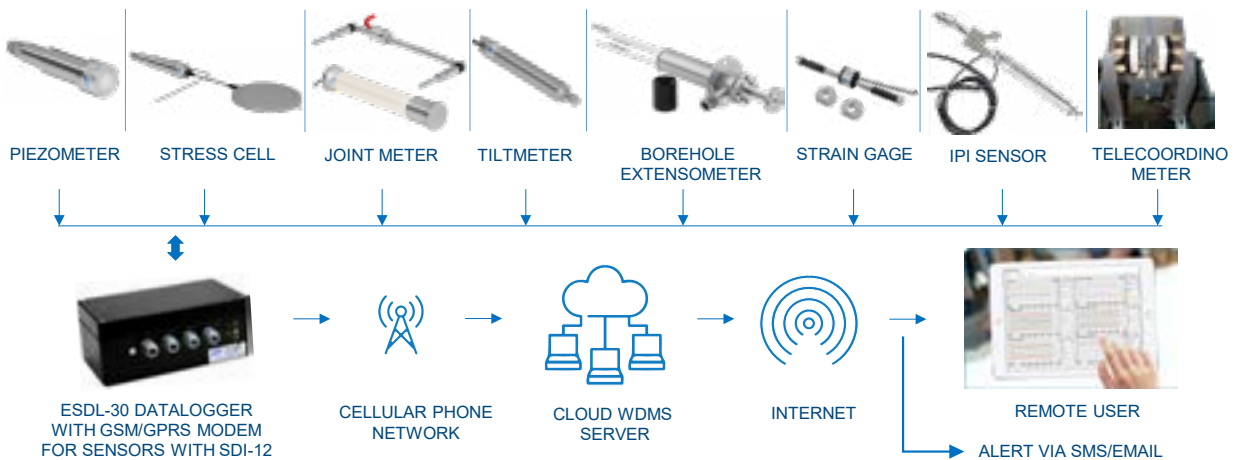 PIEZOMETER
STRESS CELL
JOINT METER
TILTMETER
BOREHOLE
EXTENSOMETER
STRAIN GAGE
IPI SENSOR
TELECOORDINO
METER
ESDL-30 DATALOGGER
WITH GSM/GPRS MODEM
FOR SENSORS WITH SDI-12
CELLULAR PHONE
NETWORK
CLOUD WDMS
SERVER
INTERNET
REMOTE USER
ALERT VIA SMS/EMAIL